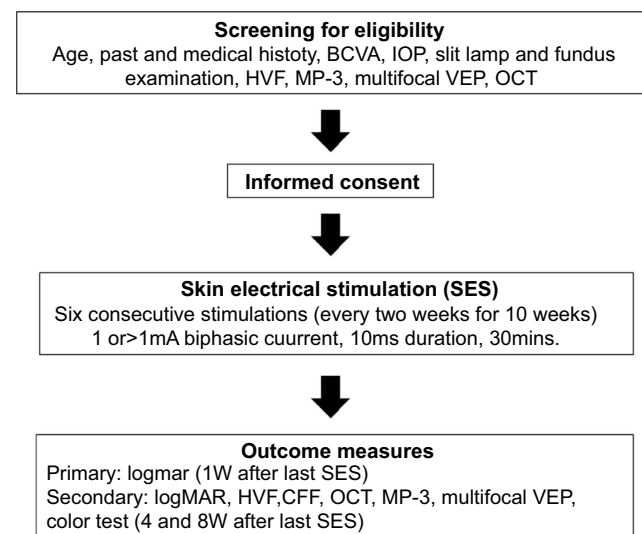 Screening for eligibility
Age, past and medical histoty, BCVA, IOP, slit lamp and fundus
examination, HVF, MP-3, multifocal VEP, OCT
Informed consent
Skin electrical stimulation (SES)
Six consecutive stimulations (every two weeks for 10 weeks)
1 or>1mA biphasic cuurrent, 10ms duration, 30mins.
Outcome measures
Primary: logmar (1W after last SES)
Secondary: logMAR, HVF,CFF, OCT, MP-3, multifocal VEP,
color test (4 and 8W after last SES)